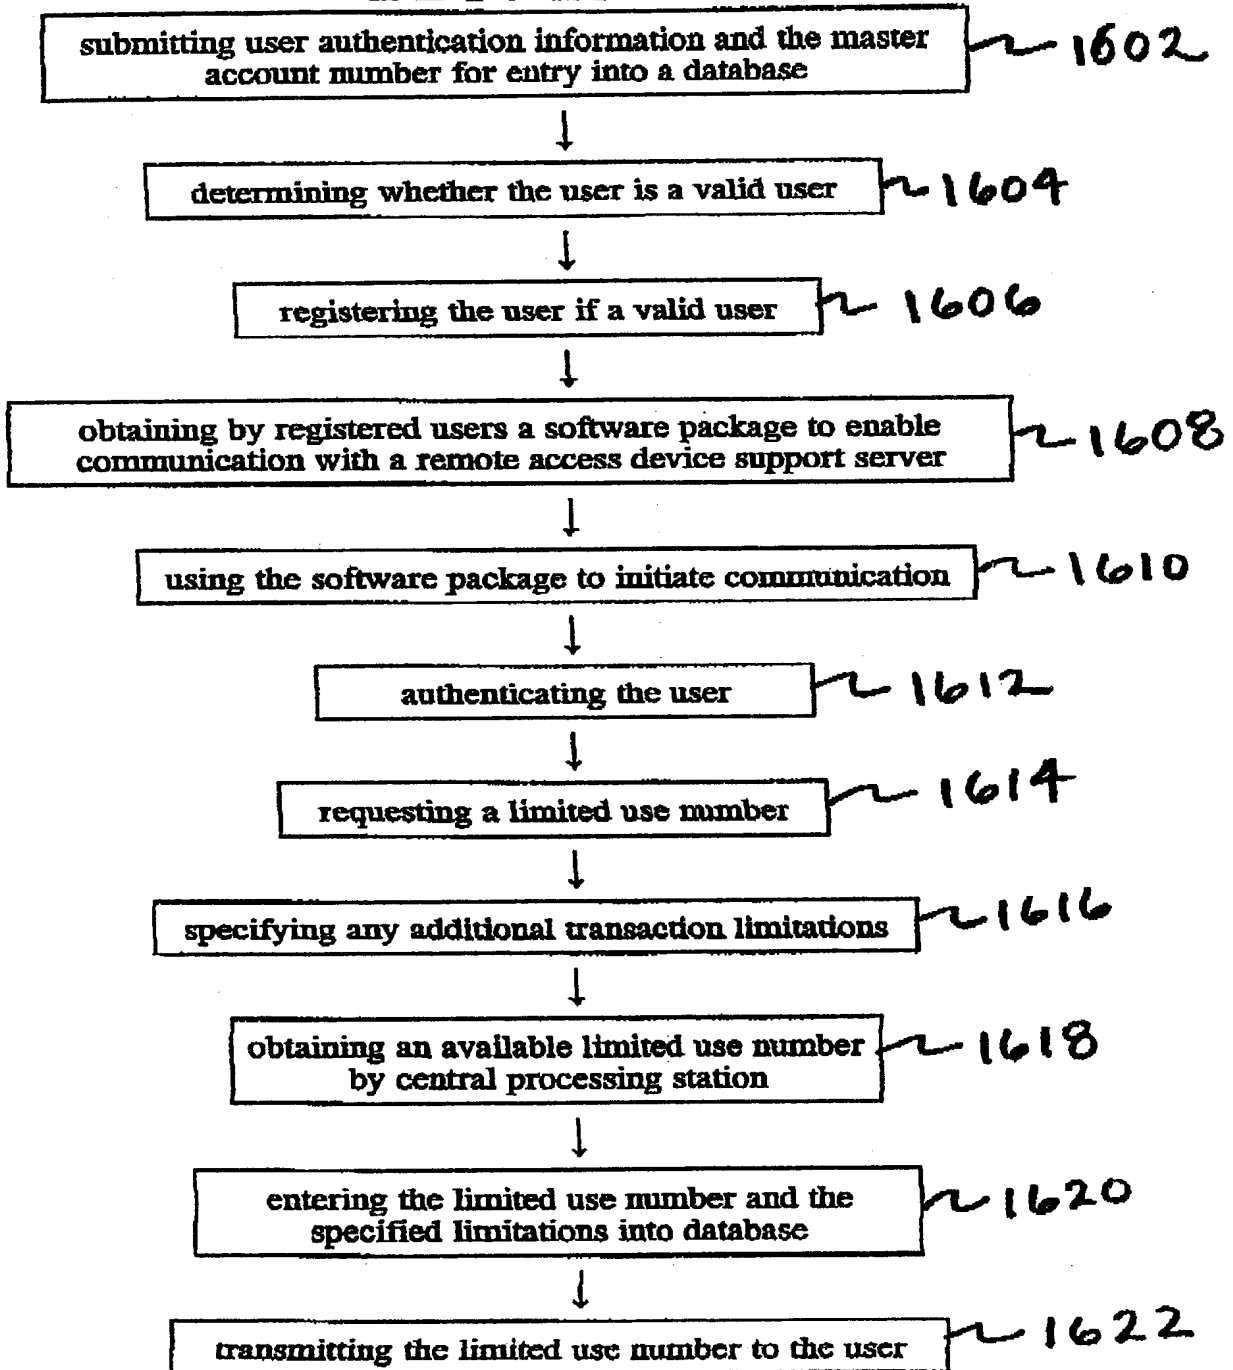 submitting user authentication information and the master
account number for entry into a database
1602
determining whether the user is a valid user
1604
registering the user if a valid user
1606
obtaining by registered users a software package to enable
communication with a remote access device support server
1608
using the software package to initiate communication
1610
authenticating the user
1612
requesting a limited use number
1614
specifying any additional transaction limitations
1616
obtaining an available limited use number
by central processing station
1618
entering the limited use number and the
specified limitations into database
1620
transmitting the limited use number to the user
1622